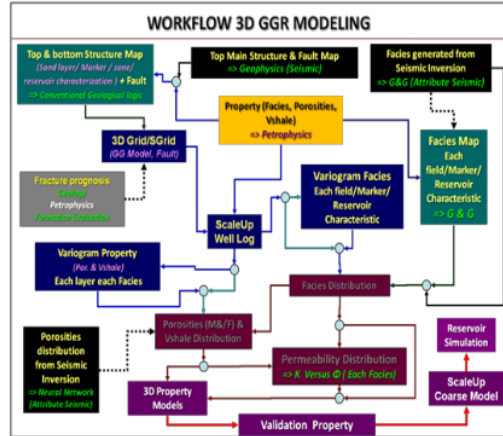 WORKFLOW 3D GGR MODELING
Top & bottom Structure Map
(Sand layer/ Marker / zone/
reservoir characterization ) + Fault
=> Conventional Geological logic
Top Main Structure & Fault Map
=> Geophysics (Seismic)
Facies generated from
Seismic Inversion
=> G&G (Attribute Seismic)
Property (Facies, Porosities,
Vshale)
=> Petrophysics
3D Grid/SGrid
(GG Model, Fault)
Facies Map
Each
field/Marker/
Reservoir
Characteristic
=> G & G
Fracture prognosis
Geology
Petrophysics
Formation Evaluation
Variogram Facies
Each field/Marker/
Reservoir
Characteristic
ScaleUp
Well Log
Variogram Property
(Por. & Vshale)
Each layer each Facies
Facies Distribution
Porosities
distribution
from Seismic
Inversion
=> Neural Network
(Attribute Seismic)
Porosities (M&/F) &
Vshale Distribution
Permeability Distribution
=> K Versus Φ ( Each Facies)
Reservoir
Simulation
3D Property
Models
ScaleUp
Coarse Model
Validation Property